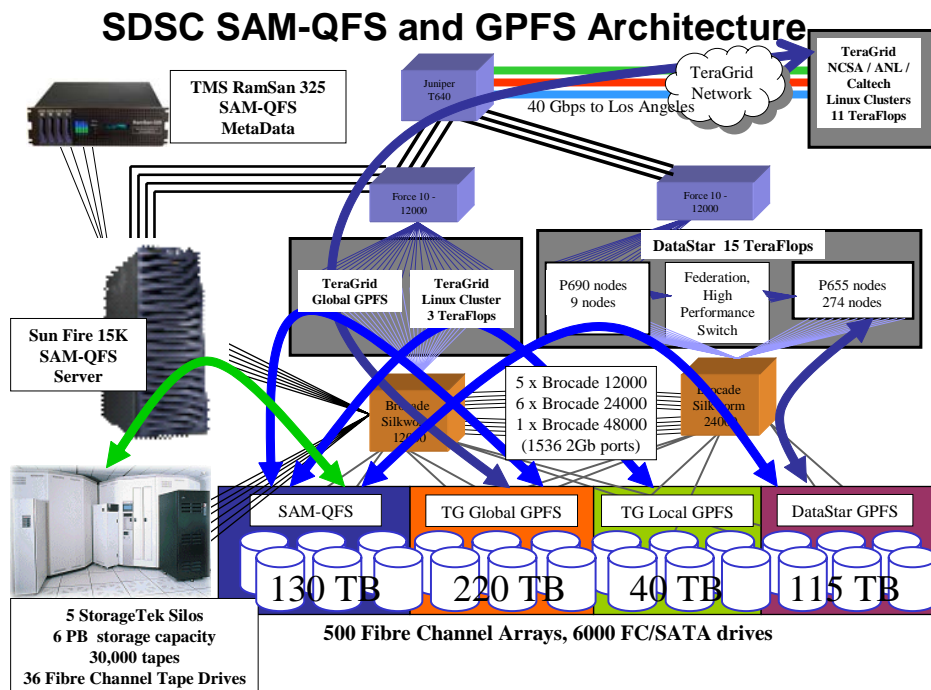 SDSC SAM-QFS and GPFS Architecture
TMS RamSan 325
SAM-QFS
MetaData
Juniper
T640
TeraGrid
Network
40 Gbps to Los Angeles
TeraGrid
NCSA / ANL /
Caltech
Linux Clusters
11 TeraFlops
Force 10 -
12000
Force 10 -
12000
TeraGrid
Global GPFS
TeraGrid
Linux Cluster
3 TeraFlops
DataStar 15 TeraFlops
P690 nodes
9 nodes
Federation,
High
Performance
Switch
P655 nodes
274 nodes
Sun Fire 15K
SAM-QFS
Server
Brocade
Silkworm
12000
5 x Brocade 12000
6 x Brocade 24000
1 x Brocade 48000
(1536 2Gb ports)
Brocade
Silkworm
24000
SAM-QFS
TG Global GPFS
TG Local GPFS
DataStar GPFS
130 TB
220 TB
40 TB
115 TB
500 Fibre Channel Arrays, 6000 FC/SATA drives
5 StorageTek Silos
6 PB storage capacity
30,000 tapes
36 Fibre Channel Tape Drives